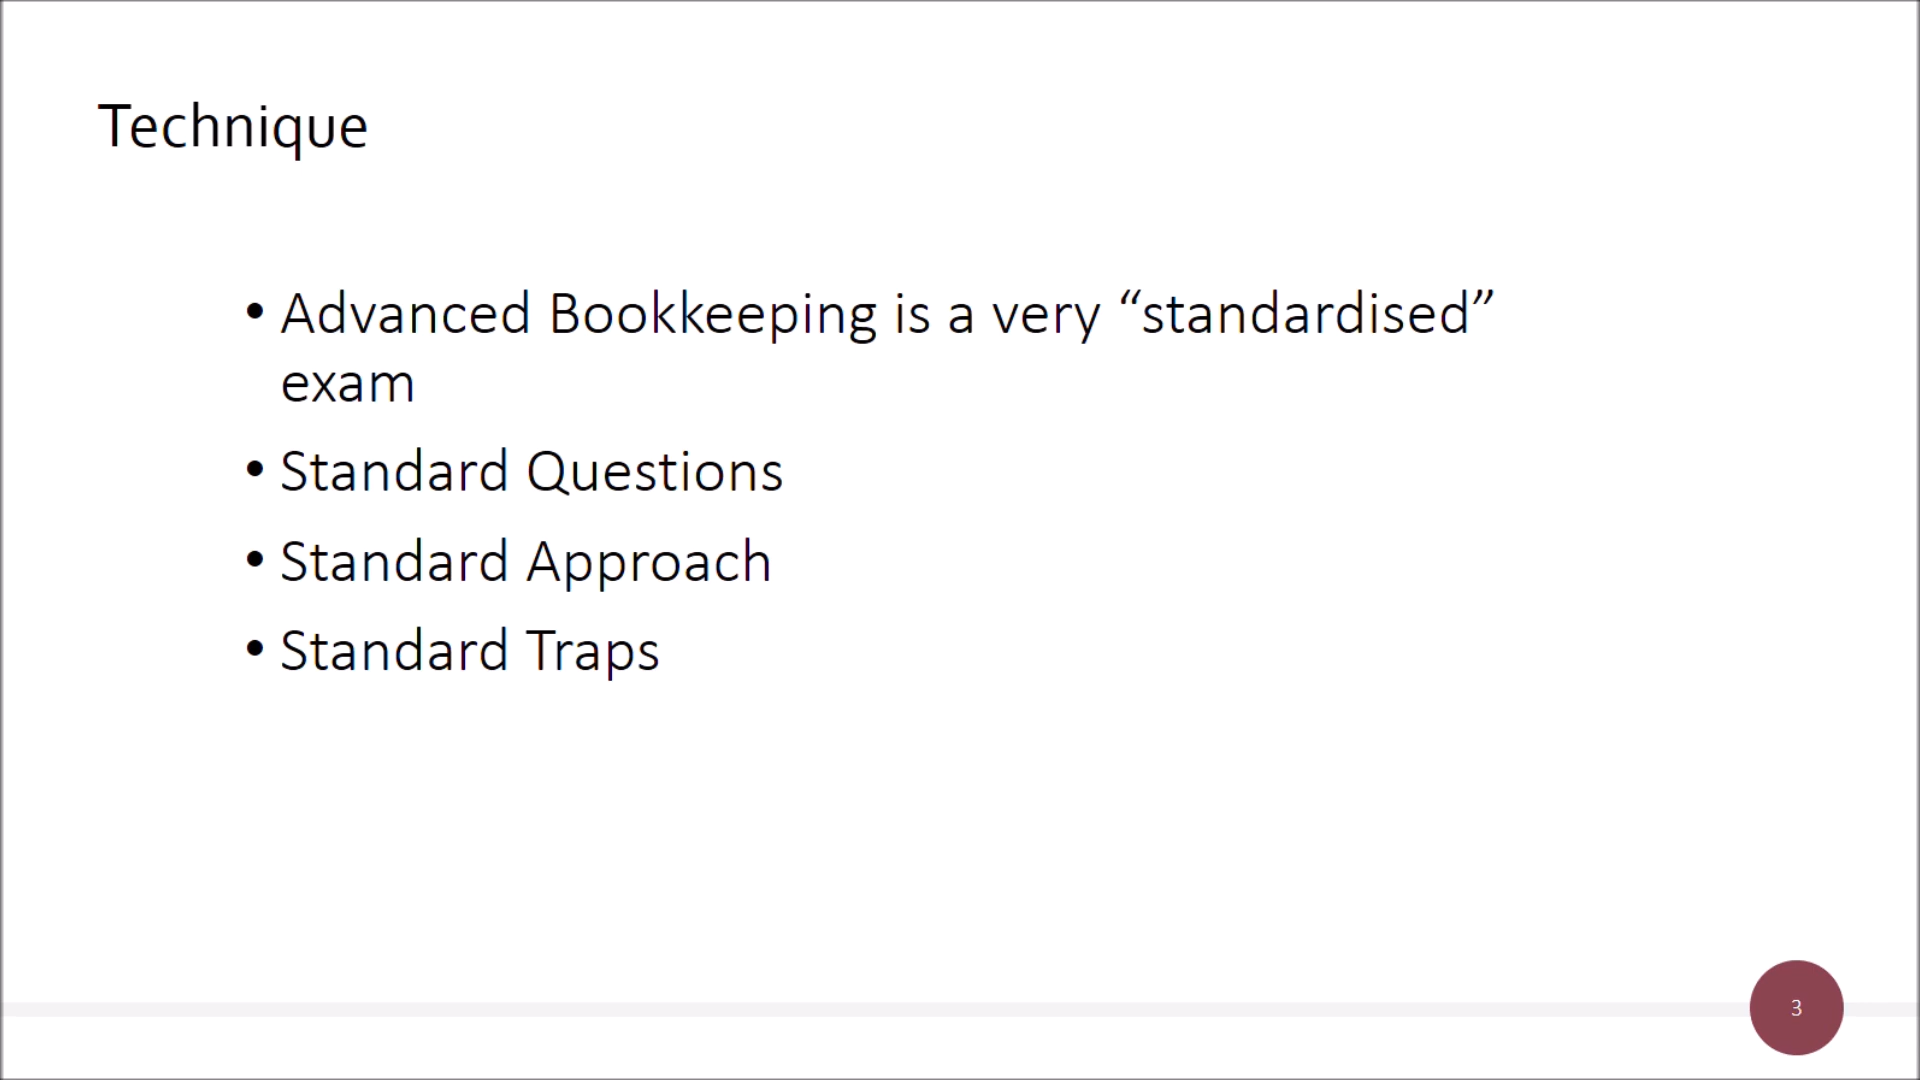 Technique
• Advanced Bookkeeping is a very “standardised”
exam
• Standard Questions
• Standard Approach
• Standard Traps
3